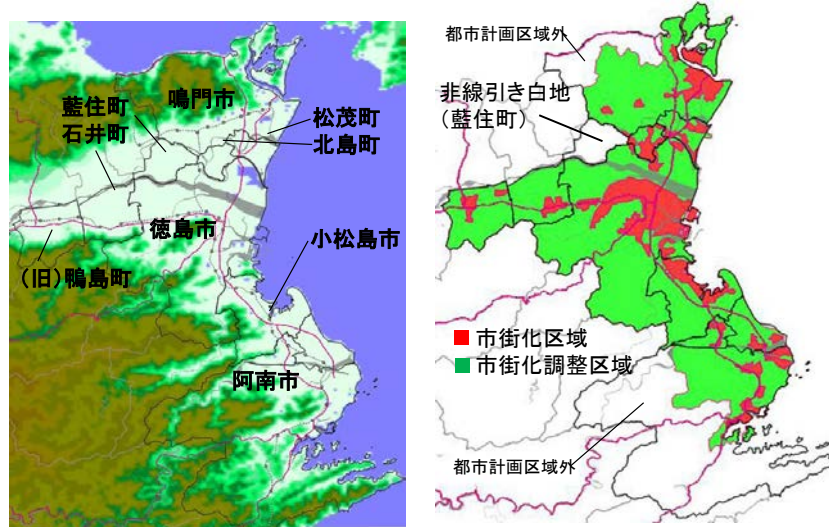 鳴門市
藍住町
石井町
松茂町
北島町
徳島市
小松島市
(旧)鴨島町
阿南市
都市計画区域外
非線引き白地
(藍住町)
市街化区域
市街化調整区域
都市計画区域外